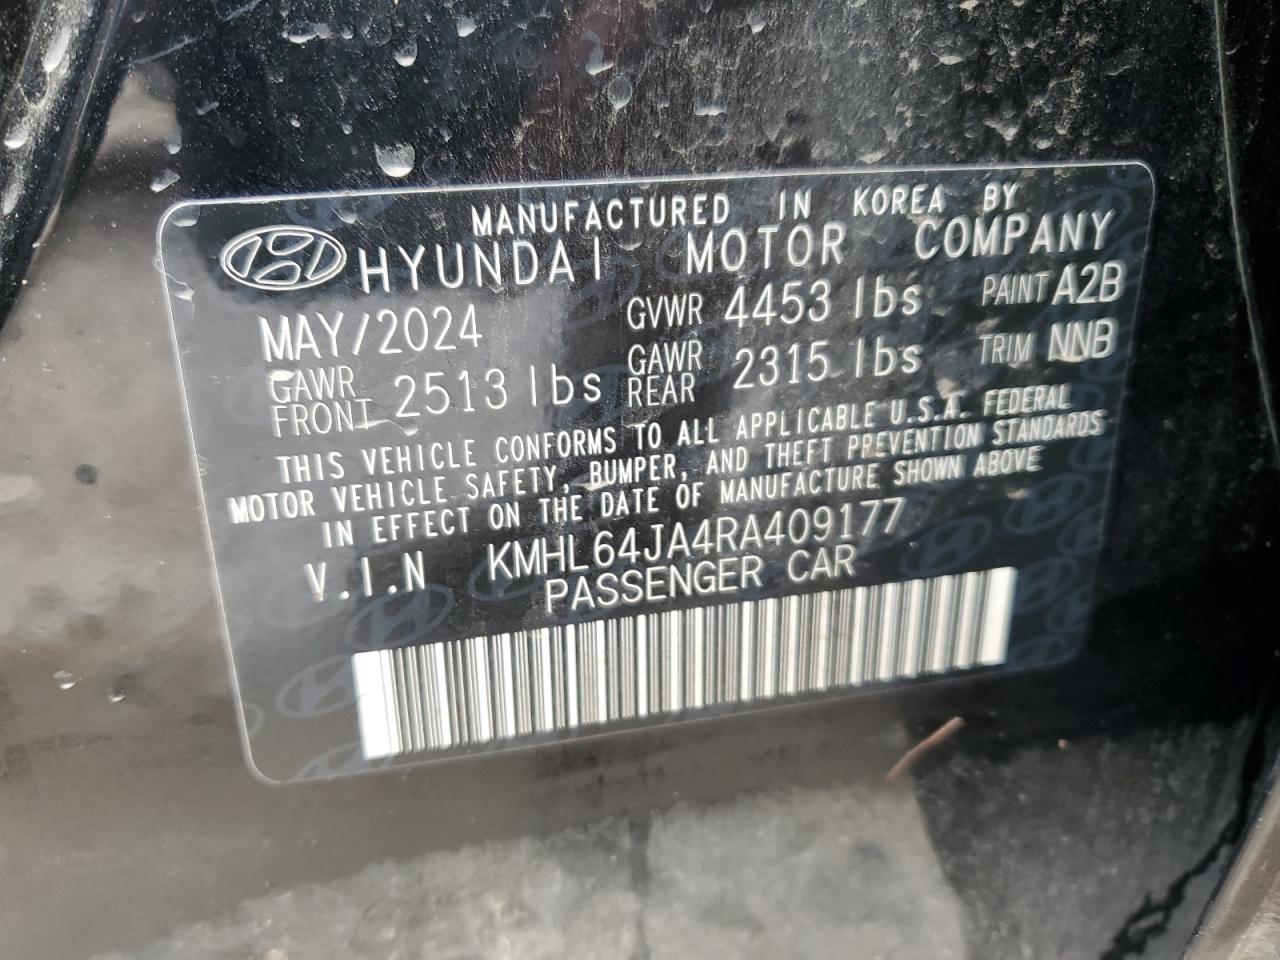 MANUFACTURED IN KOREA BY
HYUNDAI MOTOR COMPANY
MAY/2024 GVWR 4453 lbs PAINT A2B
GAWR FRONT 2513 lbs GAWR REAR 2315 lbs TRIM NNB
THIS VEHICLE CONFORMS TO ALL APPLICABLE U.S.A. FEDERAL
MOTOR VEHICLE SAFETY, BUMPER, AND THEFT PREVENTION STANDARDS
IN EFFECT ON THE DATE OF MANUFACTURE SHOWN ABOVE
V.I.N KMHL64JA4RA409177
PASSENGER CAR